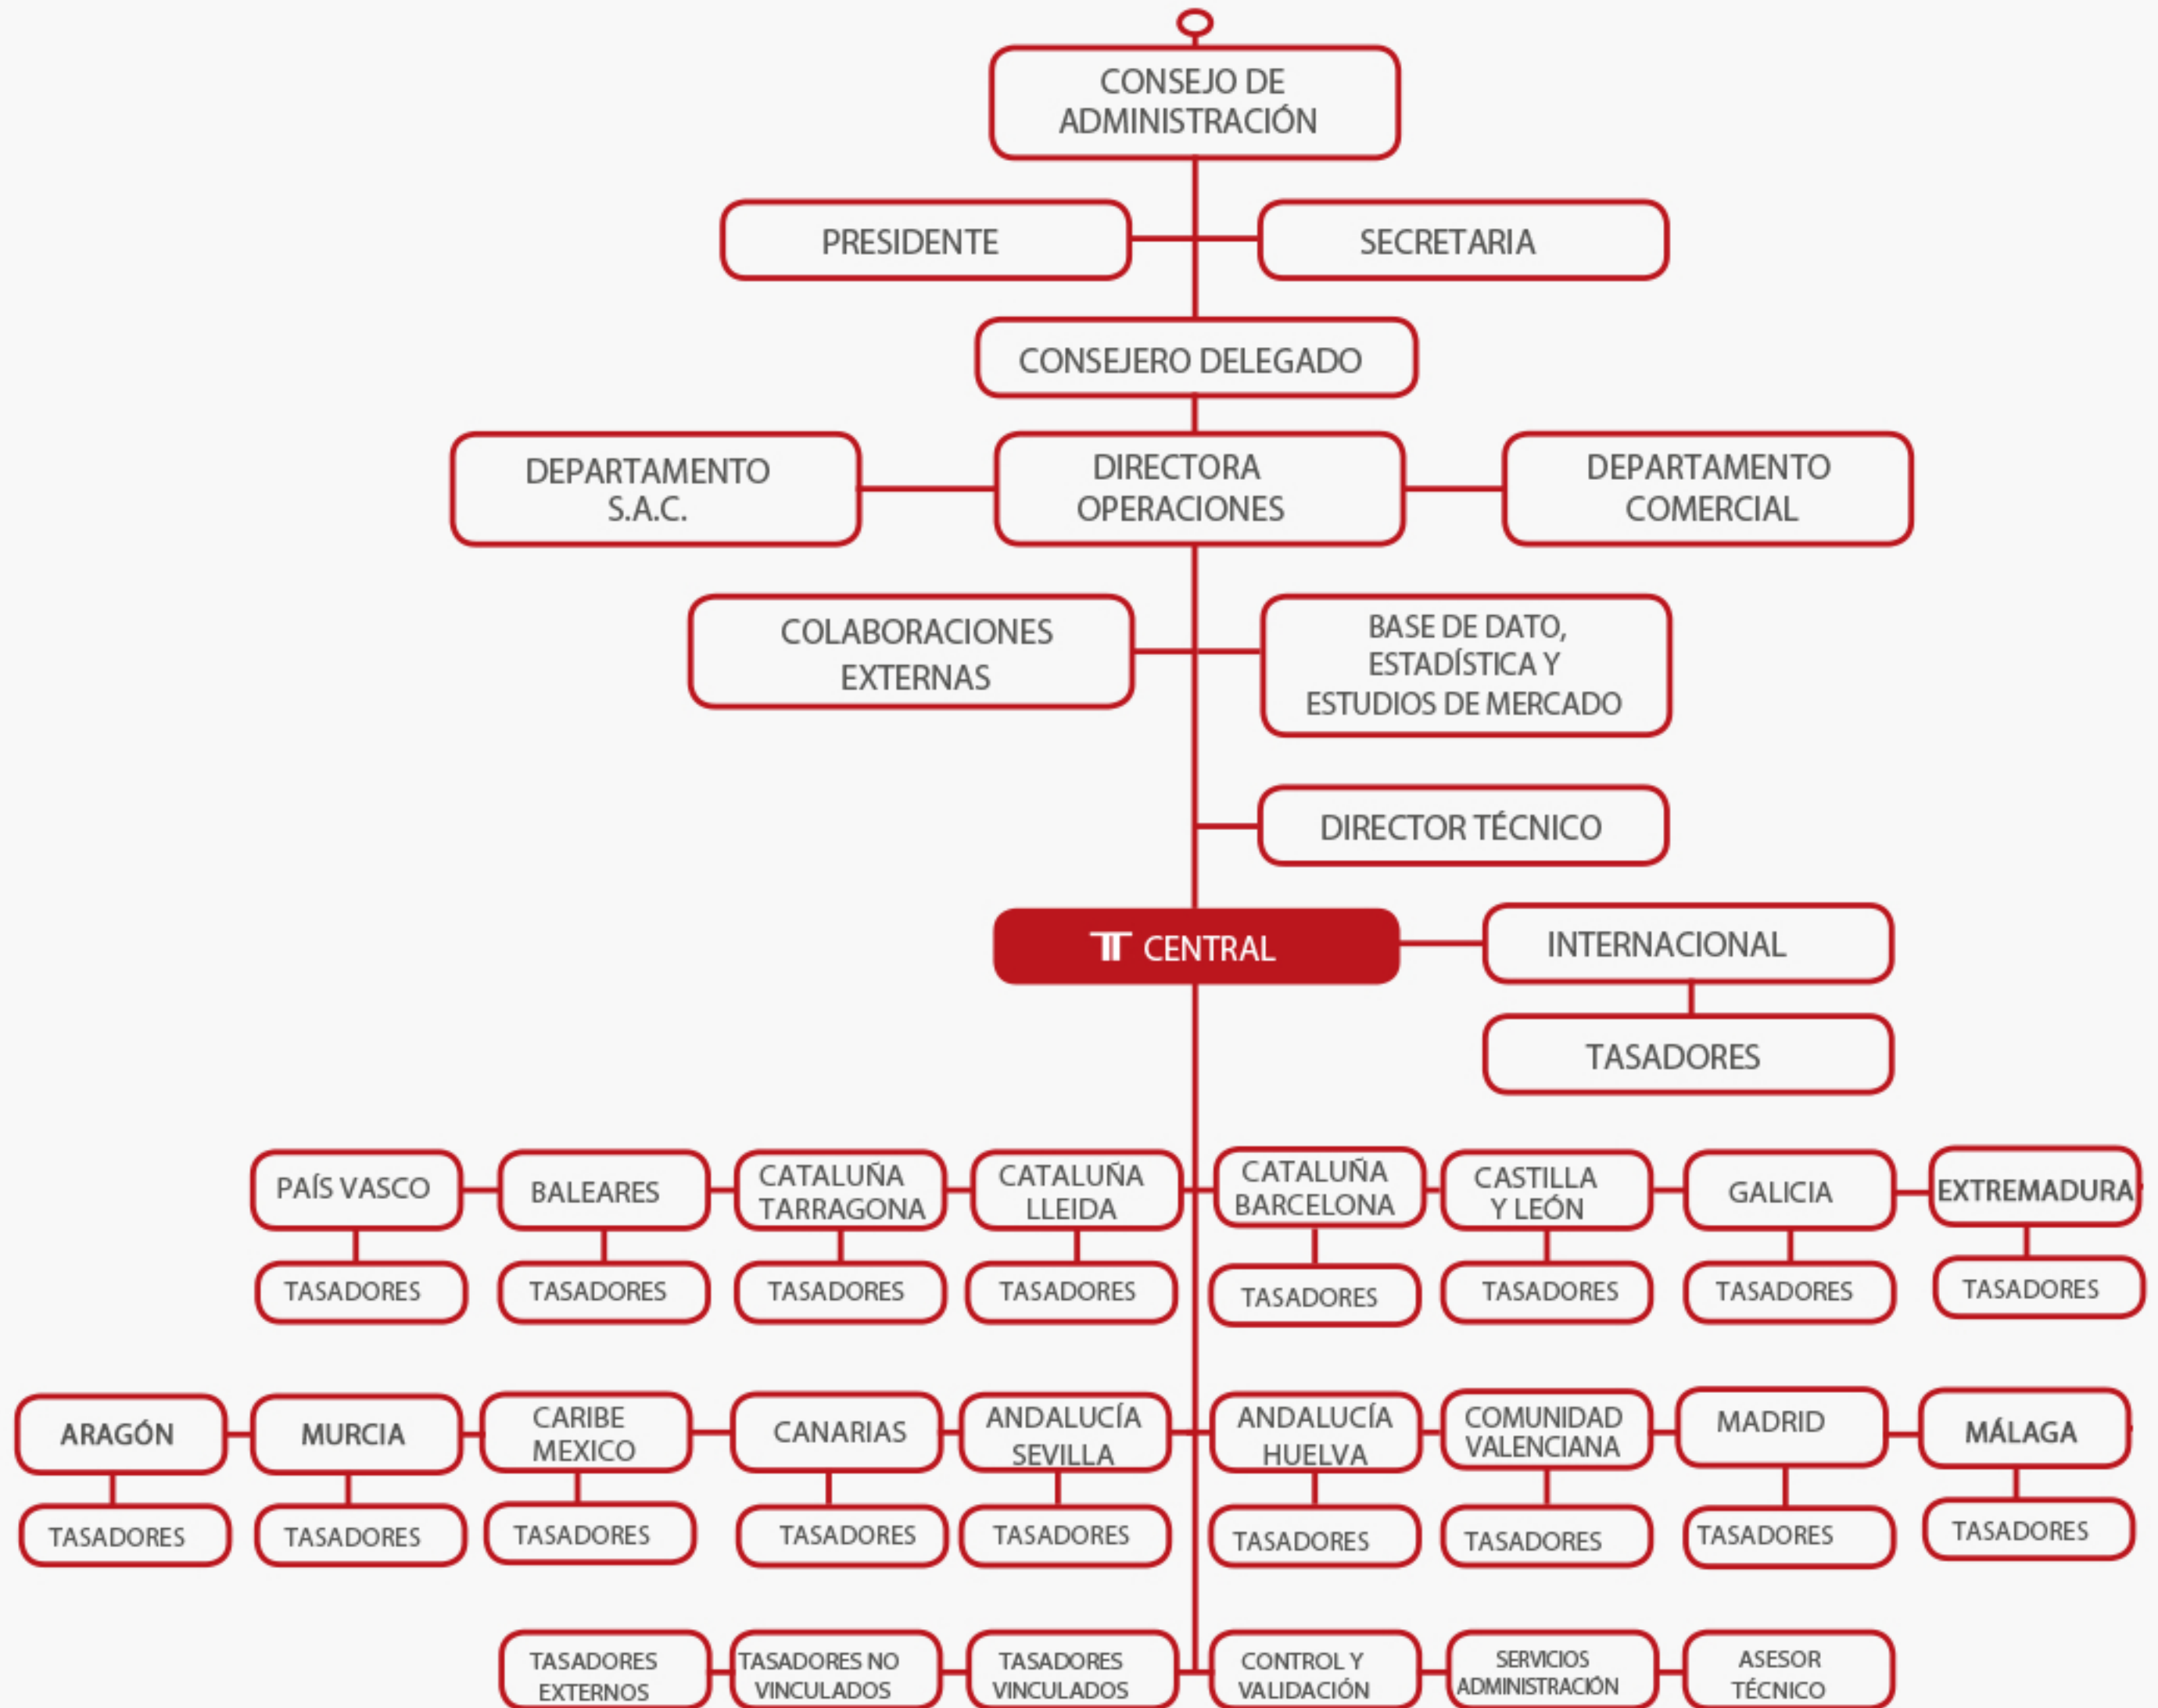 CONSEJO DE
ADMINISTRACIÓN
PRESIDENTE
SECRETARIA
CONSEJERO DELEGADO
DEPARTAMENTO
S.A.C.
DIRECTORA
OPERACIONES
DEPARTAMENTO
COMERCIAL
COLABORACIONES
EXTERNAS
BASE DE DATO,
ESTADÍSTICA Y
ESTUDIOS DE MERCADO
DIRECTOR TÉCNICO
CENTRAL
INTERNACIONAL
TASADORES
PAÍS VASCO
BALEARES
CATALUÑA
TARRAGONA
CATALUÑA
LLEIDA
CATALUÑA
BARCELONA
CASTILLA
Y LEÓN
GALICIA
EXTREMADURA
TASADORES
TASADORES
TASADORES
TASADORES
TASADORES
TASADORES
TASADORES
TASADORES
ARAGÓN
MURCIA
CARIBE
MEXICO
CANARIAS
ANDALUCÍA
SEVILLA
ANDALUCÍA
HUELVA
COMUNIDAD
VALENCIANA
MADRID
MÁLAGA
TASADORES
TASADORES
TASADORES
TASADORES
TASADORES
TASADORES
TASADORES
TASADORES
TASADORES
TASADORES
EXTERNOS
TASADORES NO
VINCULADOS
TASADORES
VINCULADOS
CONTROL Y
VALIDACIÓN
SERVICIOS
ADMINISTRACIÓN
ASESOR
TÉCNICO